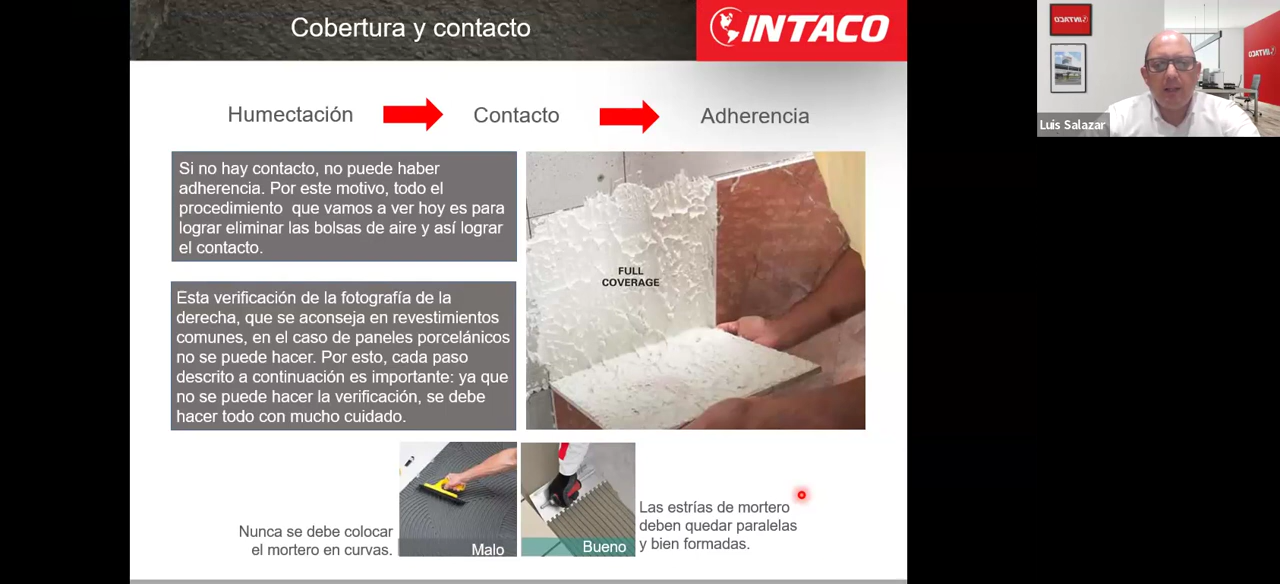 Cobertura y contacto
INTACO
Humectación
Contacto
Adherencia
Si no hay contacto, no puede haber
adherencia. Por este motivo, todo el
procedimiento que vamos a ver hoy es para
lograr eliminar las bolsas de aire y así lograr
el contacto.
Esta verificación de la fotografía de la
derecha, que se aconseja en revestimientos
comunes, en el caso de paneles porcelánicos
no se puede hacer. Por esto, cada paso
descrito a continuación es importante: ya que
no se puede hacer la verificación, se debe
hacer todo con mucho cuidado.
FULL
COVERAGE
Nunca se debe colocar
el mortero en curvas.
Malo
Bueno
Las estrías de mortero
deben quedar paralelas
y bien formadas.
INTACO
INTACO
Luis Salazar